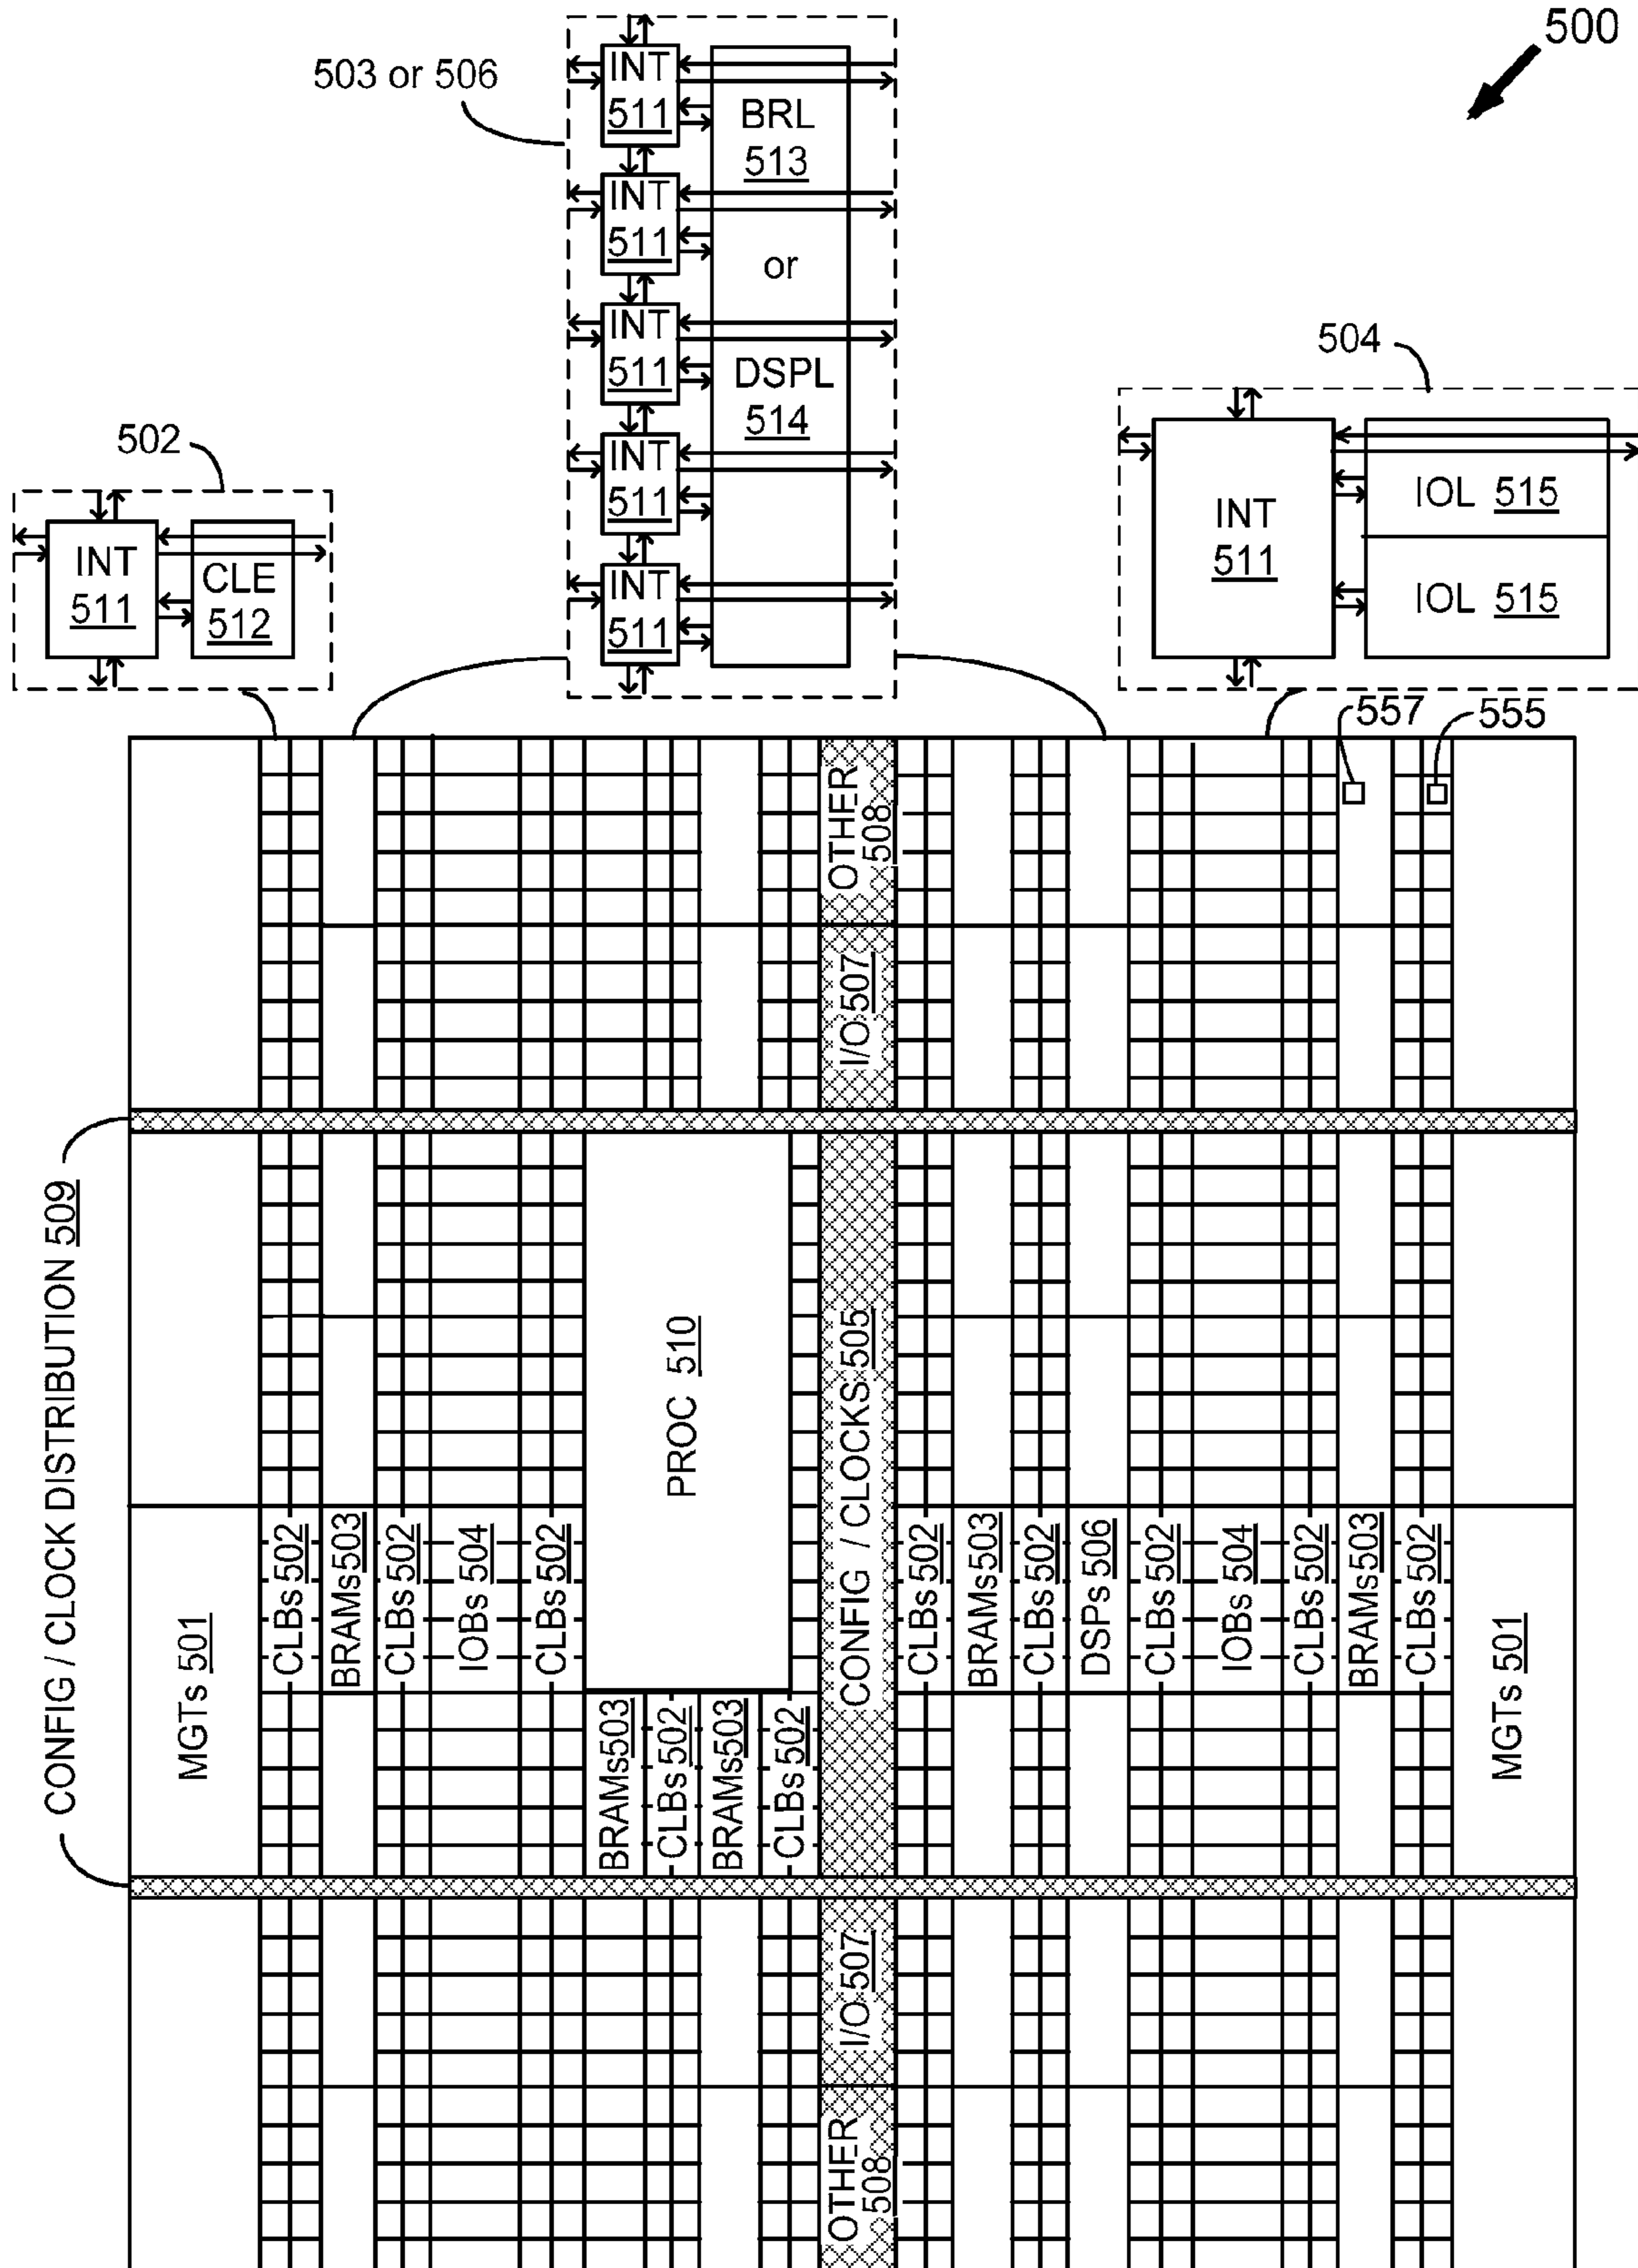 500
503 or 506
INT
511
INT
511
INT
511
INT
511
INT
511
BRL
513
or
DSPL
514
504
INT
511
IOL 515
IOL 515
502
INT
511
CLE
512
557
555
OTHER
508
I/O 507
CONFIG / CLOCK DISTRIBUTION 509
PROC 510
CONFIG / CLOCKS 505
MGTs 501
CLBs 502
BRAMs 503
CLBs 502
IOBs 504
CLBs 502
BRAMs 503
CLBs 502
BRAMs 503
CLBs 502
CLBs 502
BRAMs 503
CLBs 502
DSPs 506
CLBs 502
IOBs 504
CLBs 502
BRAMs 503
CLBs 502
MGTs 501
I/O 507
OTHER
508